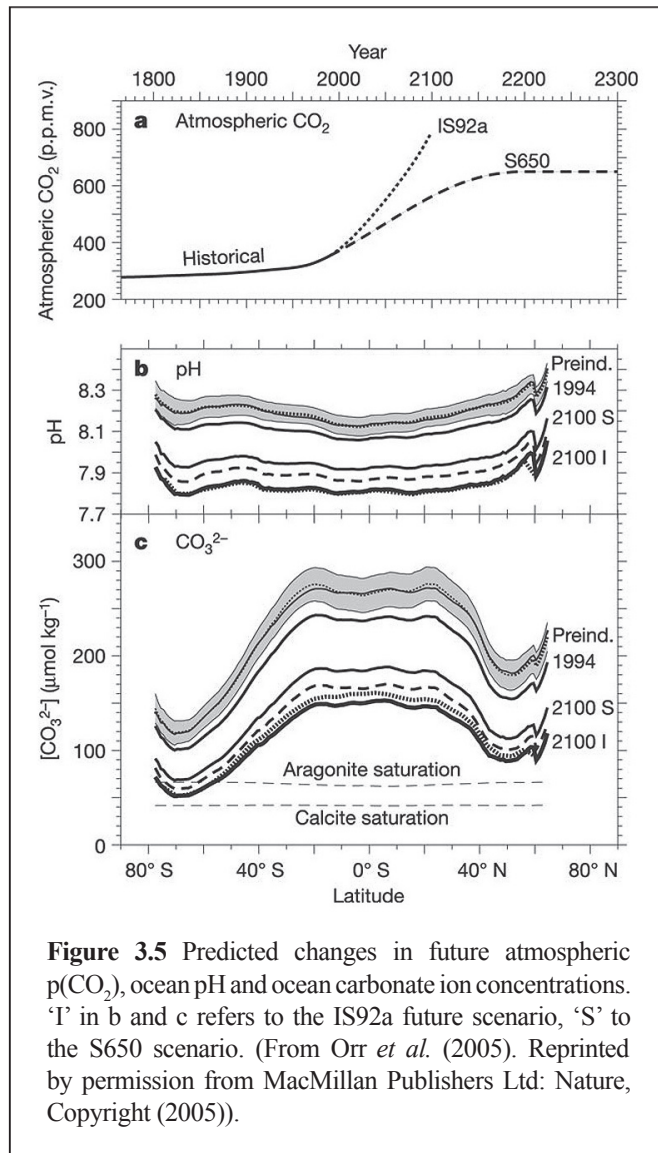 Year
1800 1900 2000 2100 2200 2300
Atmospheric CO₂ (p.p.m.v.)
800
600
400
200
a Atmospheric CO₂
IS92a
S650
Historical
b pH
pH
8.3
8.1
7.9
7.7
Preind.
1994
2100 S
2100 I
c CO₃²⁻
[CO₃²⁻] (μmol kg⁻¹)
300
200
100
0
Preind.
1994
2100 S
2100 I
Aragonite saturation
Calcite saturation
80° S 40° S 0° S 40° N 80° N
Latitude
Figure 3.5 Predicted changes in future atmospheric
p(CO₂), ocean pH and ocean carbonate ion concentrations.
‘I’ in b and c refers to the IS92a future scenario, ‘S’ to
the S650 scenario. (From Orr et al. (2005). Reprinted
by permission from MacMillan Publishers Ltd: Nature,
Copyright (2005)).